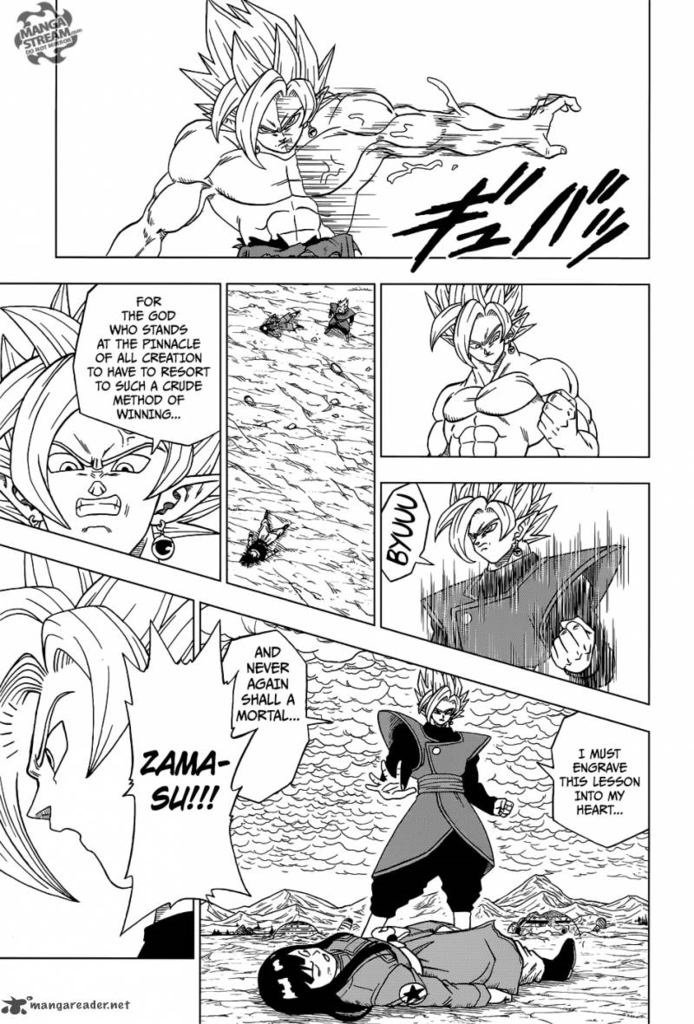 MANGA
STREAM.com
DO NOT REMOVE
ギュバッ
FOR
THE GOD
WHO STANDS
AT THE PINNACLE
OF ALL CREATION
TO HAVE TO RESORT
TO SUCH A CRUDE
METHOD OF
WINNING...
BYUUU
AND
NEVER
AGAIN
SHALL A
MORTAL...
I MUST
ENGRAVE
THIS LESSON
INTO MY
HEART...
ZAMA-
SU!!!
mangareader.net